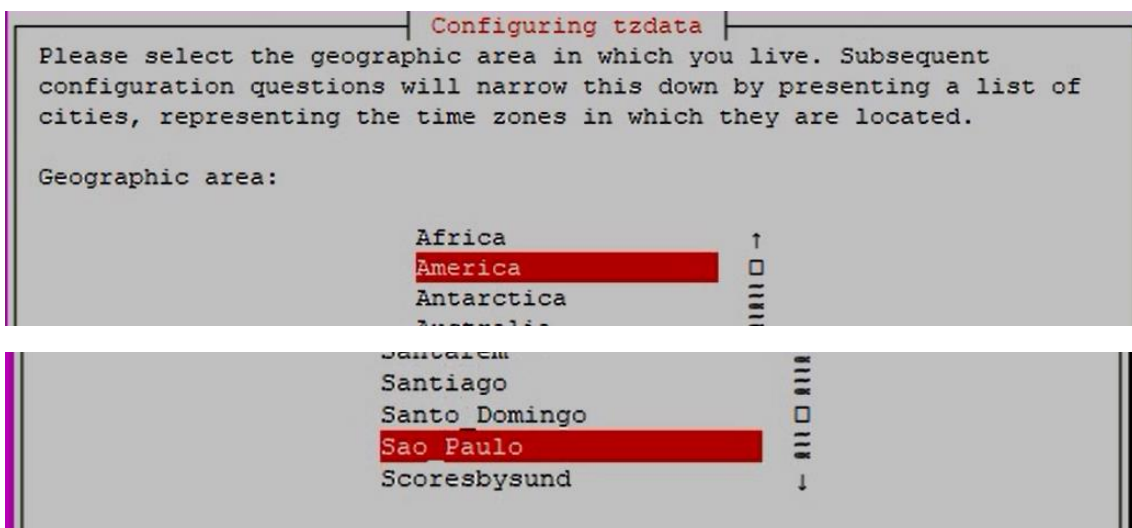 Configuring tzdata
Please select the geographic area in which you live. Subsequent
configuration questions will narrow this down by presenting a list of
cities, representing the time zones in which they are located.
Geographic area:
Africa
America
Antarctica
Australia
Santarem
Santiago
Santo_Domingo
Sao_Paulo
Scoresbysund